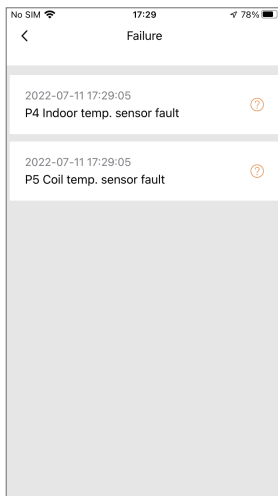 No SIM 17:29 78%
Failure
2022-07-11 17:29:05
P4 Indoor temp. sensor fault
?
2022-07-11 17:29:05
P5 Coil temp. sensor fault
?